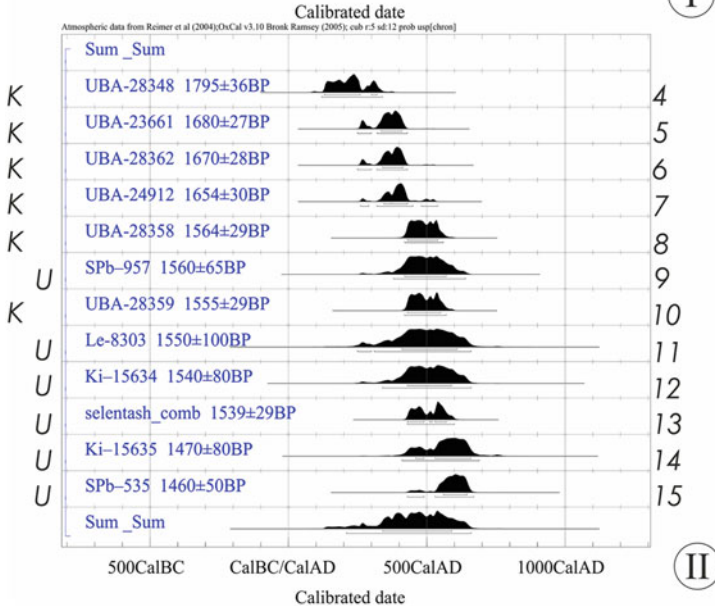 Calibrated date
I
Atmospheric data from Reimer et al (2004);OxCal v3.10 Bronk Ramsey (2005); cub r:5 sd:12 prob usp[chron]
Sum _Sum
K UBA-28348 1795±36BP 4
K UBA-23661 1680±27BP 5
K UBA-28362 1670±28BP 6
K UBA-24912 1654±30BP 7
K UBA-28358 1564±29BP 8
U SPb–957 1560±65BP 9
K UBA-28359 1555±29BP 10
U Le-8303 1550±100BP 11
U Ki–15634 1540±80BP 12
U selentash_comb 1539±29BP 13
U Ki–15635 1470±80BP 14
U SPb–535 1460±50BP 15
Sum _Sum
500CalBC CalBC/CalAD 500CalAD 1000CalAD
II
Calibrated date